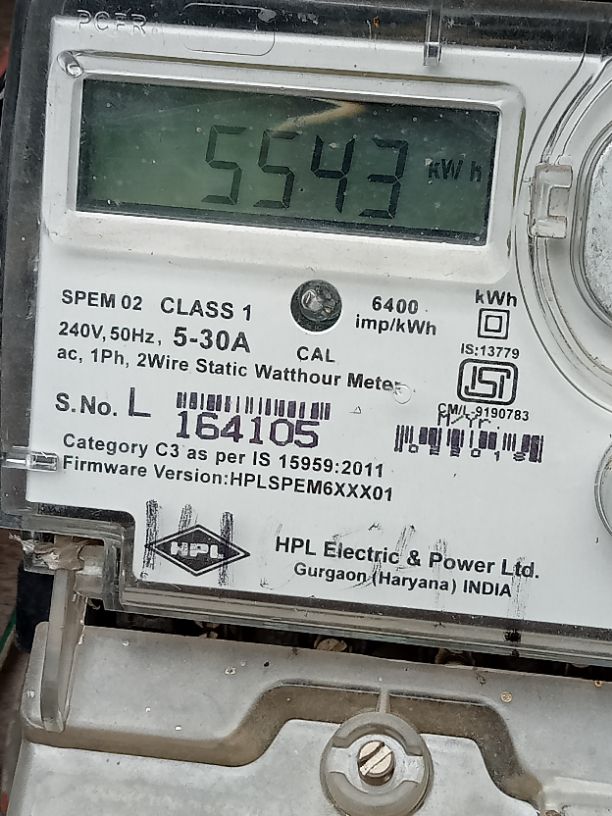 5543 kWh
SPEM 02 CLASS 1
6400
imp/kWh
kWh
240V, 50Hz, 5-30A
CAL
IS:13779
ac, 1Ph, 2Wire Static Watthour Meter
ISI
CM/L-9190783
S.No. L 164105
Category C3 as per IS 15959:2011
Firmware Version:HPLSPEM6XXX01
HPL
HPL Electric & Power Ltd.
Gurgaon (Haryana) INDIA